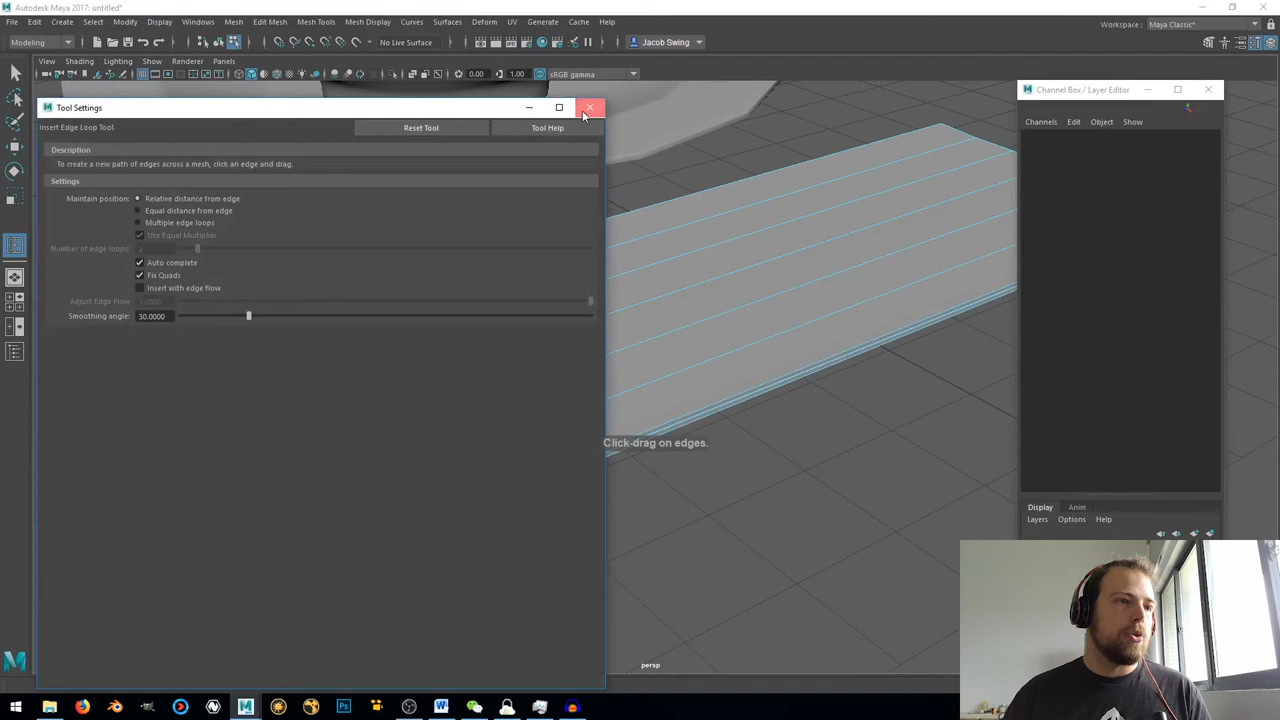 Autodesk Maya 2017: untitled*
File Edit Create Select Modify Display Windows Mesh Edit Mesh Mesh Tools Mesh Display Curves Surfaces Deform UV Generate Cache Help
Workspace: Maya Classic*
Modeling No Live Surface Jacob Swing
View Shading Lighting Show Renderer Panels
0.00 1.00 sRGB gamma
Channel Box / Layer Editor
Channels Edit Object Show
Tool Settings
Insert Edge Loop Tool.
Reset Tool Tool Help
Description
To create a new path of edges across a mesh, click an edge and drag.
Settings
Maintain position: Relative distance from edge
Equal distance from edge
Multiple edge loops
Use Equal Multiplier
Number of edge loops: 2
Auto complete
Fix Quads
Insert with edge flow
Adjust Edge Flow: 1.0000
Smoothing angle: 30.0000
Click-drag on edges.
persp
Display Anim
Layers Options Help